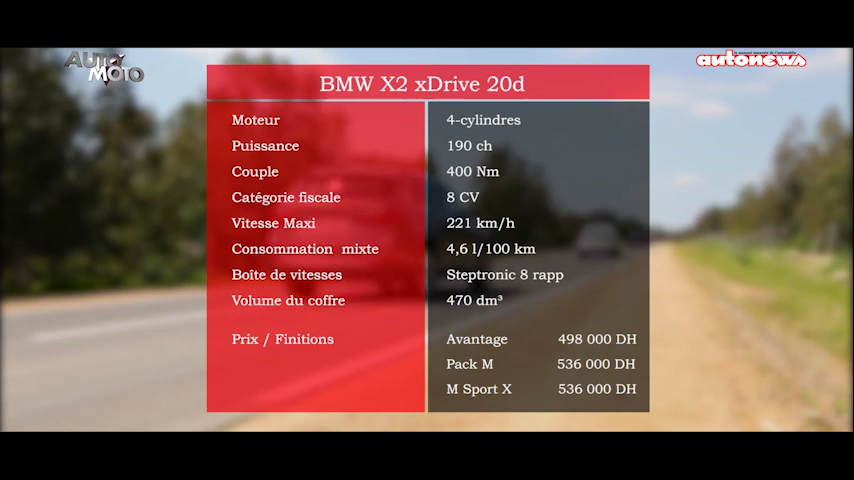 AUTO
MOTO
autonews
BMW X2 xDrive 20d
Moteur 4-cylindres
Puissance 190 ch
Couple 400 Nm
Catégorie fiscale 8 CV
Vitesse Maxi 221 km/h
Consommation mixte 4,6 l/100 km
Boîte de vitesses Steptronic 8 rapp
Volume du coffre 470 dm³
Prix / Finitions Avantage 498 000 DH
Pack M 536 000 DH
M Sport X 536 000 DH